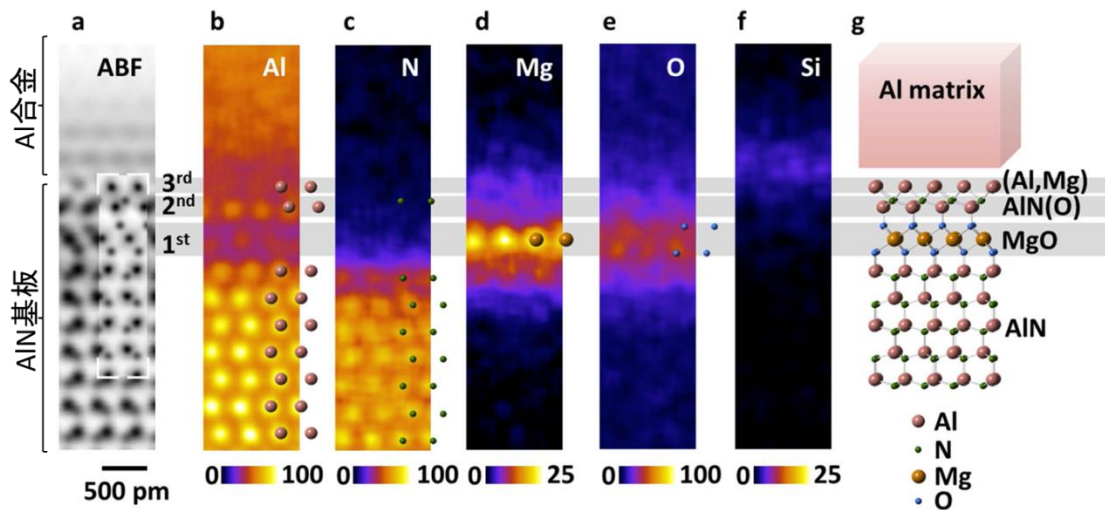 a
b
c
d
e
f
g
ABF
Al
N
Mg
O
Si
Al matrix
Al合金
AlN基板
3rd
2nd
1st
(Al,Mg)
AlN(O)
MgO
AlN
500 pm
0 100
0 100
0 25
0 100
0 25
Al
N
Mg
O